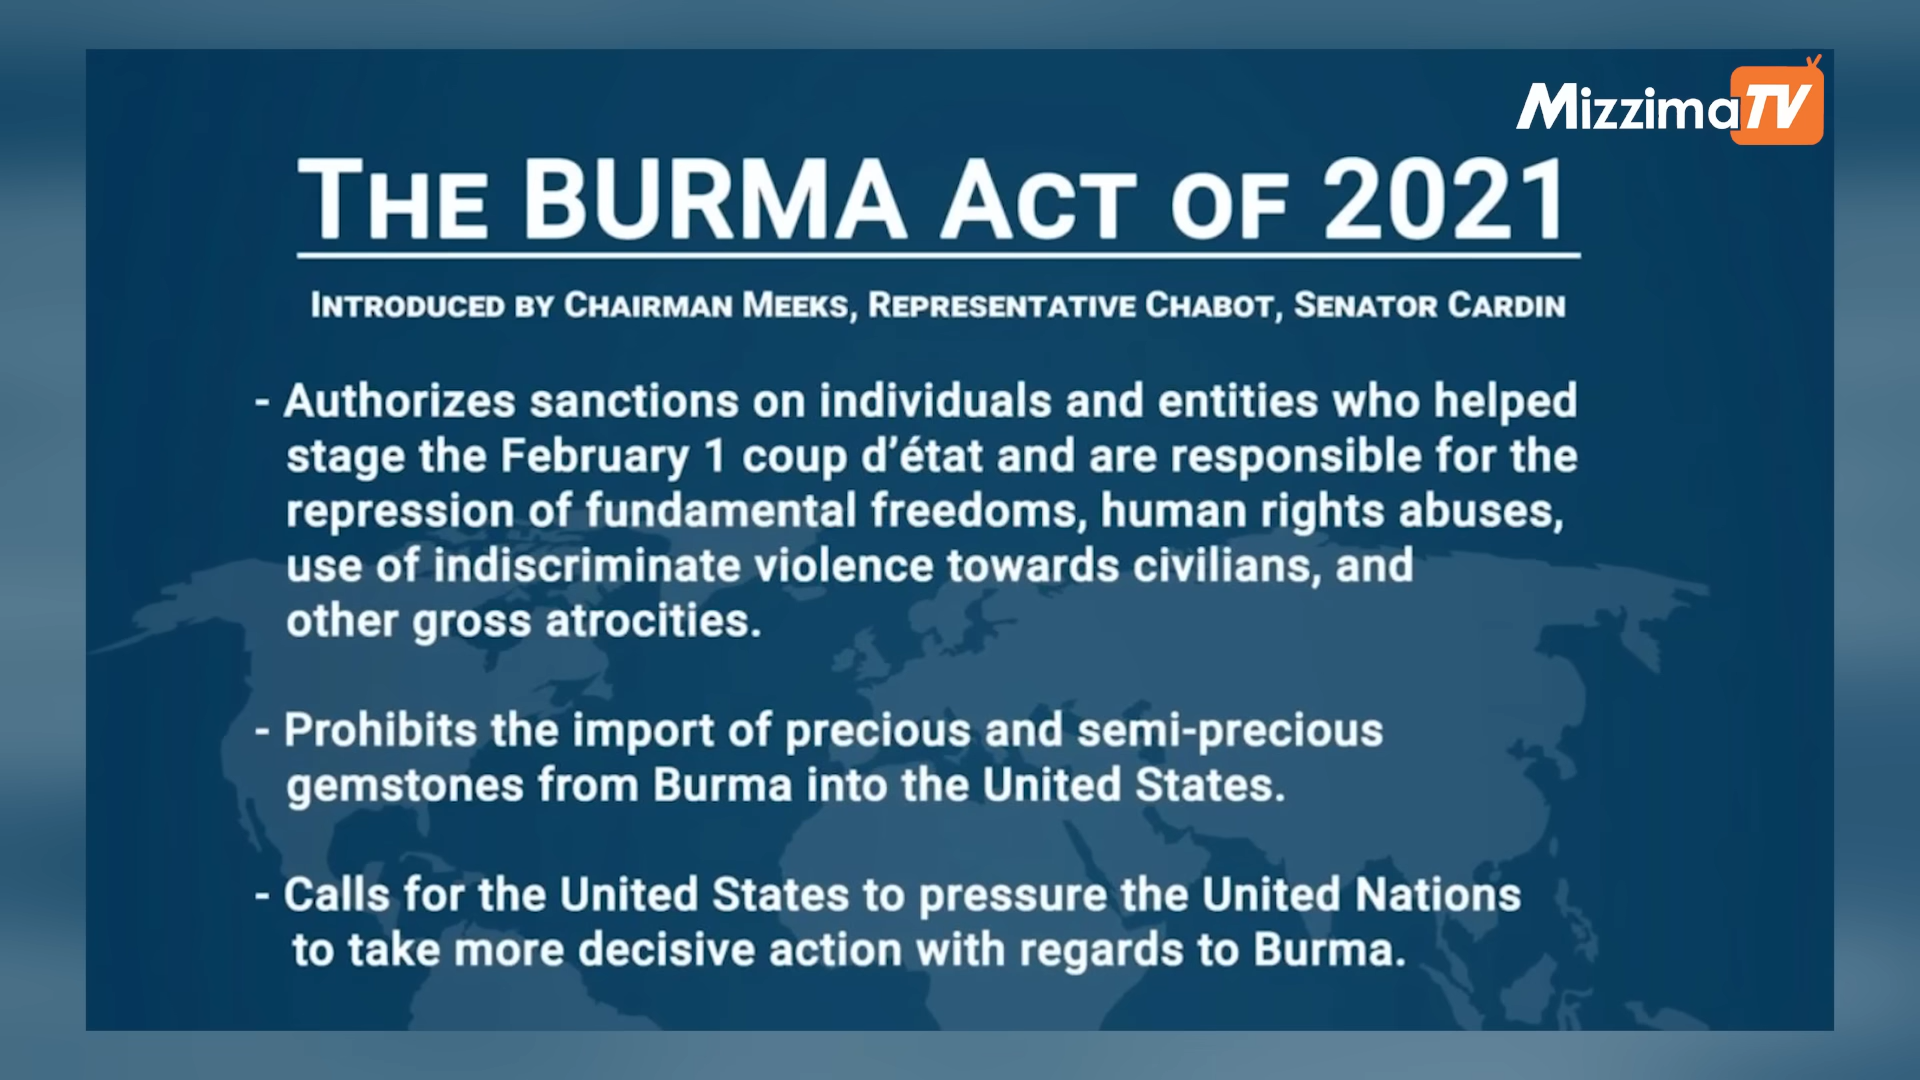 MizzimaTV
THE BURMA ACT OF 2021
INTRODUCED BY CHAIRMAN MEEKS, REPRESENTATIVE CHABOT, SENATOR CARDIN
- Authorizes sanctions on individuals and entities who helped
stage the February 1 coup d’état and are responsible for the
repression of fundamental freedoms, human rights abuses,
use of indiscriminate violence towards civilians, and
other gross atrocities.
- Prohibits the import of precious and semi-precious
gemstones from Burma into the United States.
- Calls for the United States to pressure the United Nations
to take more decisive action with regards to Burma.